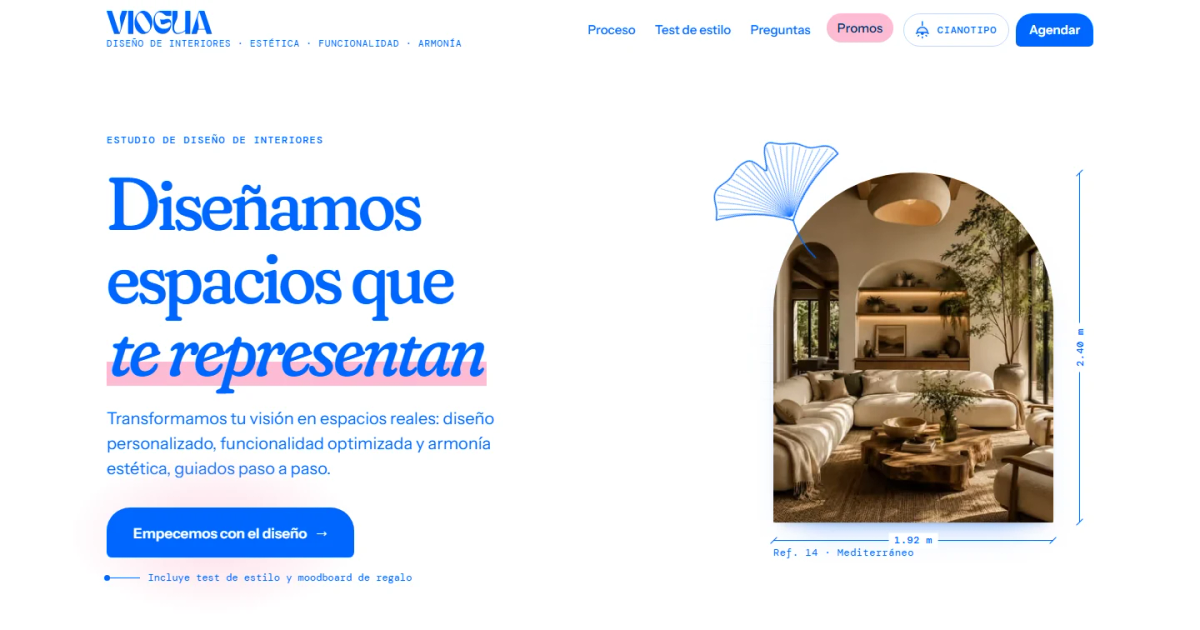 VIOGUA
DISEÑO DE INTERIORES · ESTÉTICA · FUNCIONALIDAD · ARMONÍA
Proceso
Test de estilo
Preguntas
Promos
CIANOTIPO
Agendar
ESTUDIO DE DISEÑO DE INTERIORES
Diseñamos
espacios que
te representan
Transformamos tu visión en espacios reales: diseño
personalizado, funcionalidad optimizada y armonía
estética, guiados paso a paso.
Empecemos con el diseño →
Incluye test de estilo y moodboard de regalo
2.40 m
1.92 m
Ref. 14 · Mediterráneo